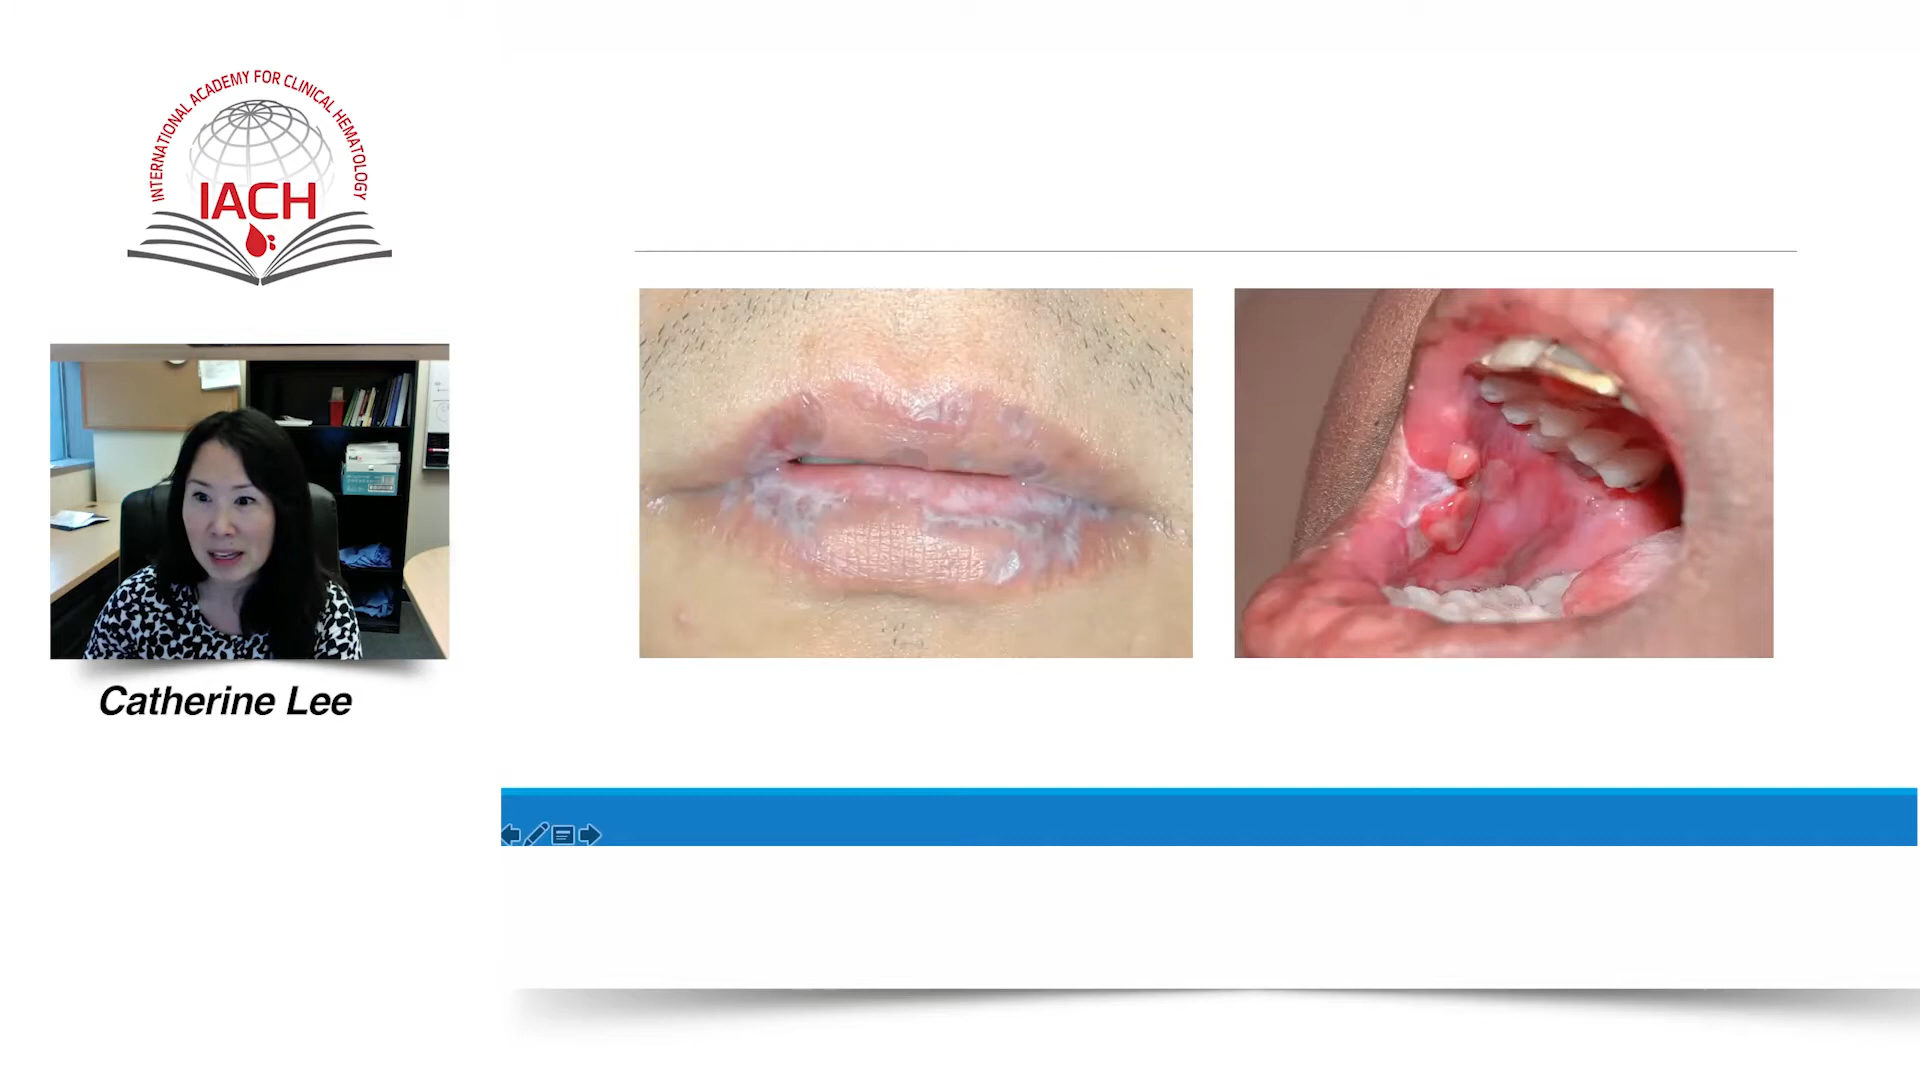 INTERNATIONAL ACADEMY FOR CLINICAL HEMATOLOGY
IACH
Catherine Lee